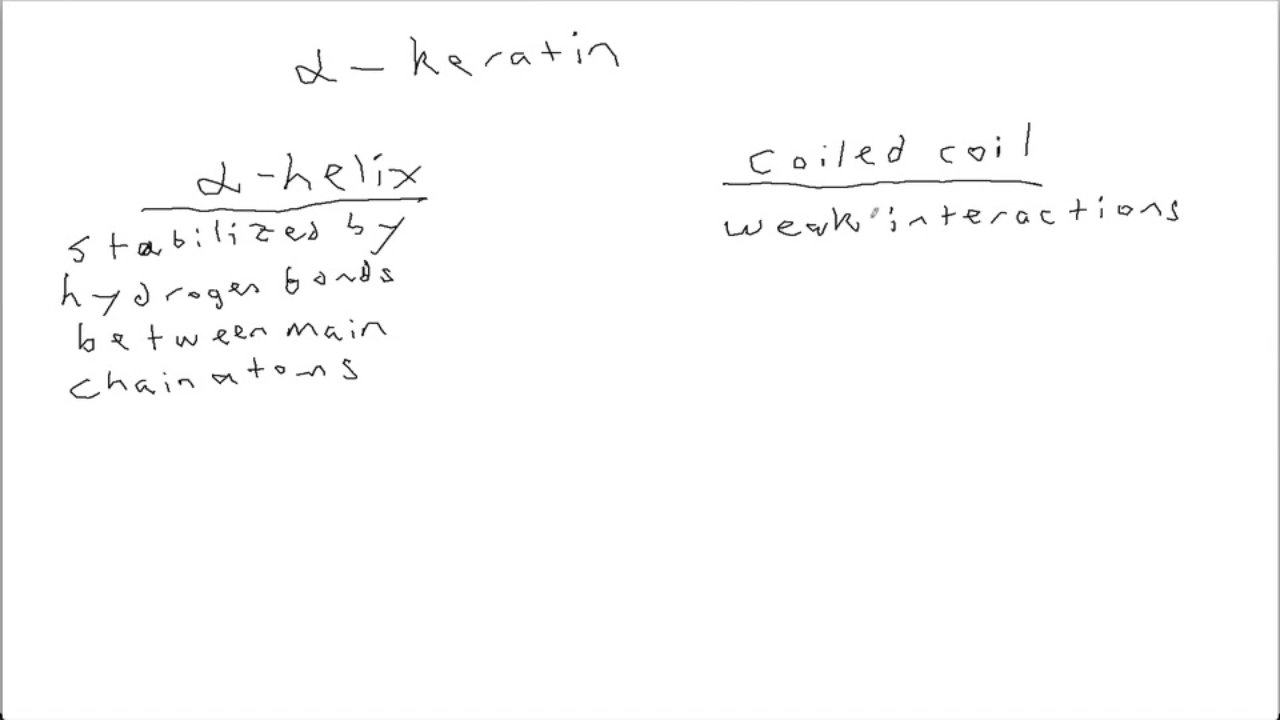 α - keratin
α-helix
stabilized by
hydrogen bonds
between main
chain atoms
coiled coil
weak interactions